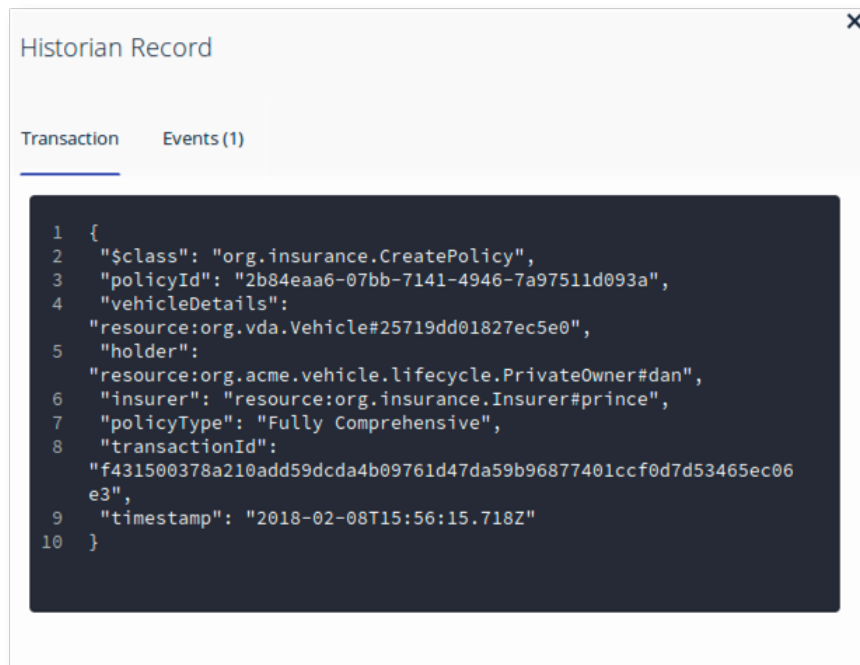 Historian Record
Transaction Events (1)
1 {
2 "$class": "org.insurance.CreatePolicy",
3 "policyId": "2b84eaa6-07bb-7141-4946-7a97511d093a",
4 "vehicleDetails":
"resource:org.vda.Vehicle#25719dd01827ec5e0",
5 "holder":
"resource:org.acme.vehicle.lifecycle.PrivateOwner#dan",
6 "insurer": "resource:org.insurance.Insurer#prince",
7 "policyType": "Fully Comprehensive",
8 "transactionId":
"f431500378a210add59dcda4b09761d47da59b96877401ccf0d7d53465ec06
e3",
9 "timestamp": "2018-02-08T15:56:15.718Z"
10 }